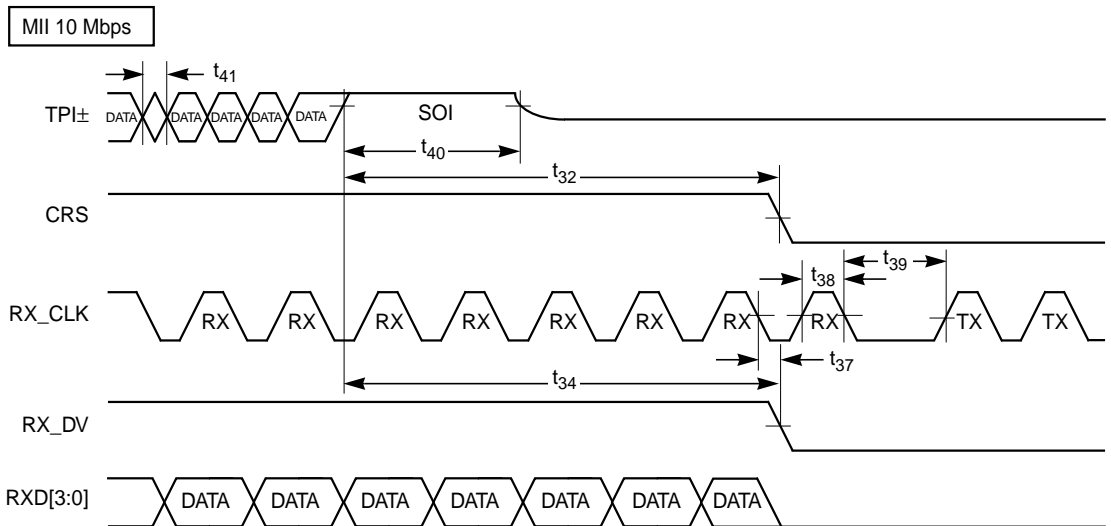 MII 10 Mbps
t41
TPI± DATA DATA DATA DATA DATA SOI
t40
t32
CRS
t38 t39
RX_CLK RX RX RX RX RX RX RX RX TX TX
t37
t34
RX_DV
RXD[3:0] DATA DATA DATA DATA DATA DATA DATA